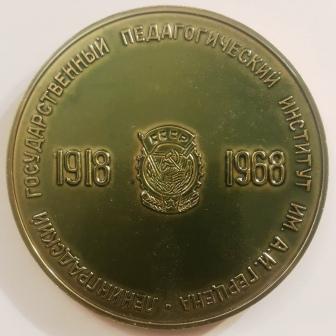 ЛЕНИНГРАДСКИЙ ГОСУДАРСТВЕННЫЙ ПЕДАГОГИЧЕСКИЙ ИНСТИТУТ ИМ А.И.ГЕРЦЕНА •
1918 1968
СССР